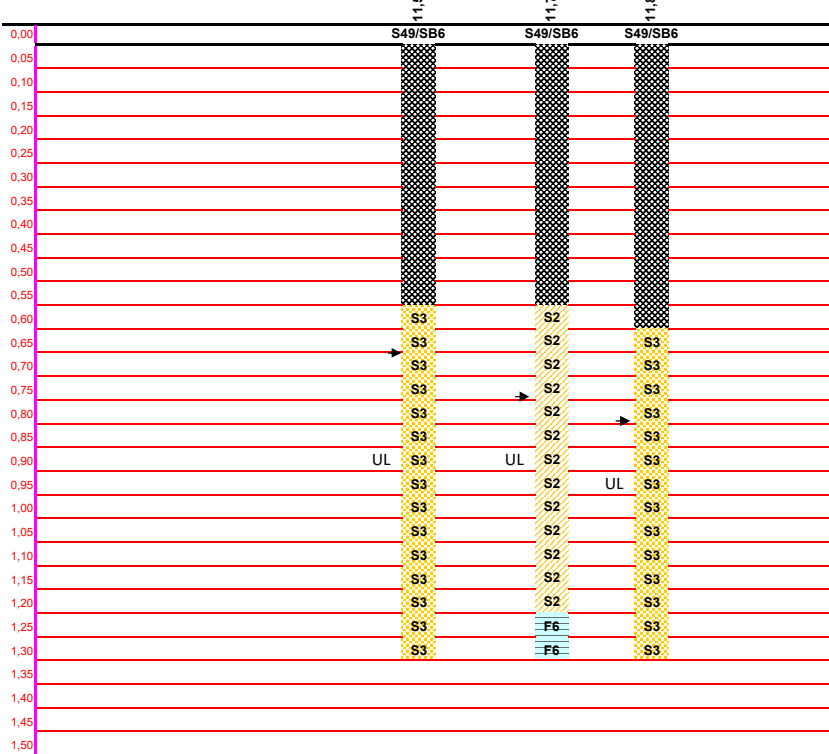 0,00 S49/SB6 S49/SB6 S49/SB6
0,05
0,10
0,15
0,20
0,25
0,30
0,35
0,40
0,45
0,50
0,55
0,60 S3 S2
0,65 S3 S2 S3
0,70 S3 S2 S3
0,75 S3 S2 S3
0,80 S3 S2 S3
0,85 S3 S2 S3
0,90 UL S3 UL S2 S3
0,95 S3 S2 UL S3
1,00 S3 S2 S3
1,05 S3 S2 S3
1,10 S3 S2 S3
1,15 S3 S2 S3
1,20 S3 S2 S3
1,25 S3 F6 S3
1,30 S3 F6 S3
1,35
1,40
1,45
1,50